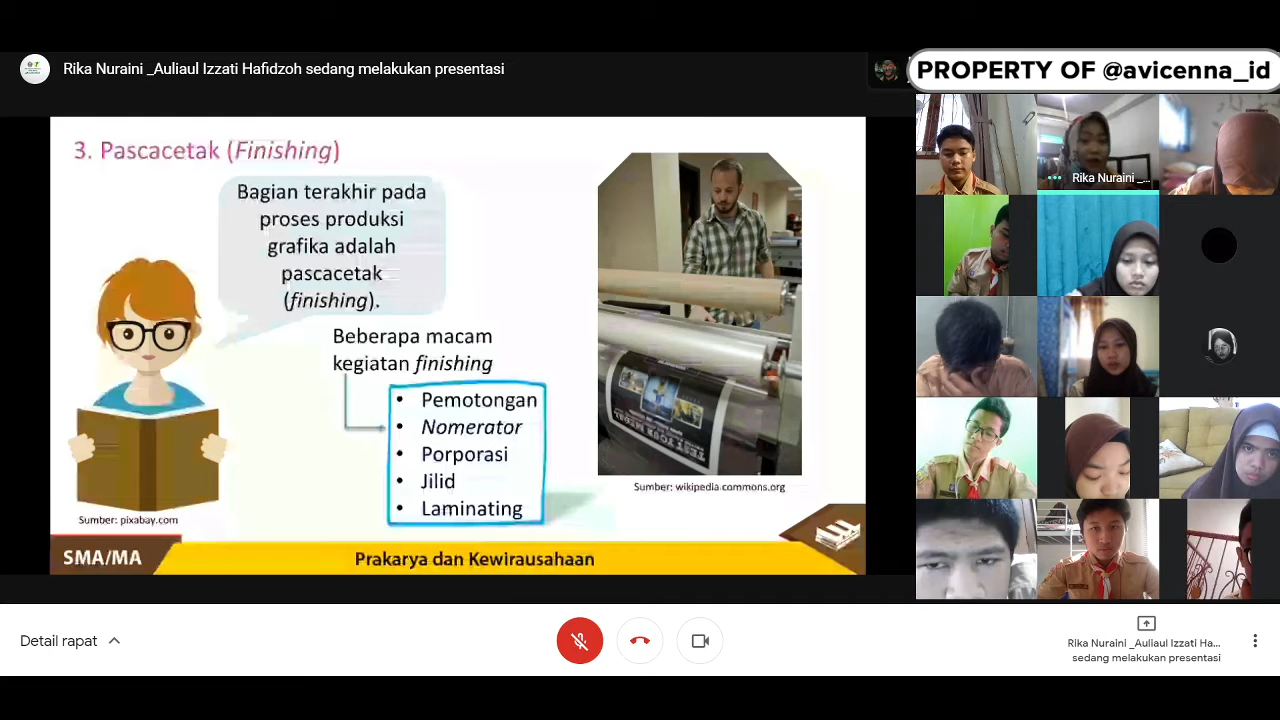 Rika Nuraini _Auliaul Izzati Hafidzoh sedang melakukan presentasi
PROPERTY OF @avicenna_id
3. Pascacetak (Finishing)
Bagian terakhir pada
proses produksi
grafika adalah
pascacetak
(finishing).
Beberapa macam
kegiatan finishing
• Pemotongan
• Nomerator
• Porporasi
• Jilid
• Laminating
Sumber: pixabay.com
Sumber: wikipedia commons.org
SMA/MA
Prakarya dan Kewirausahaan
Rika Nuraini _...
Detail rapat
Rika Nuraini _Auliaul Izzati Ha...
sedang melakukan presentasi